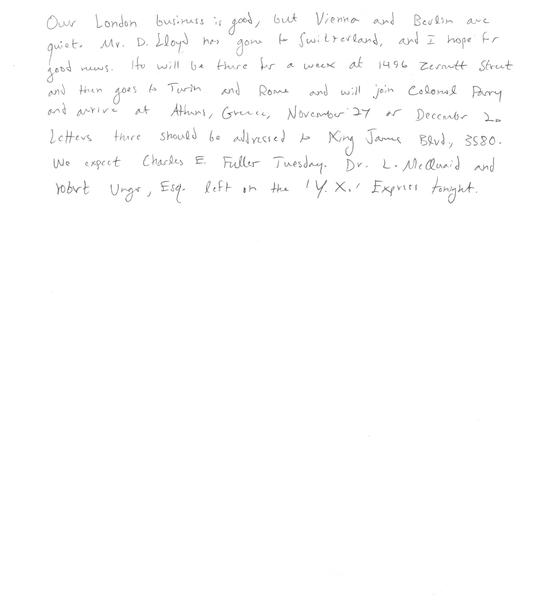 Our London business is good, but Vienna and Berlin are
quiet. Mr. D. Lloyd has gone to Switzerland, and I hope for
good news. He will be there for a week at 1496 Zermott Street
and then goes to Turin and Rome and will join Colonel Parry
and arrive at Athens, Greece, November 27 or December 2.
Letters there should be addressed to King James Blvd, 3580.
We expect Charles E. Fuller Tuesday. Dr. L. McQuaid and
robert Unger, Esq. left on the 'Y. X.' Express tonight.